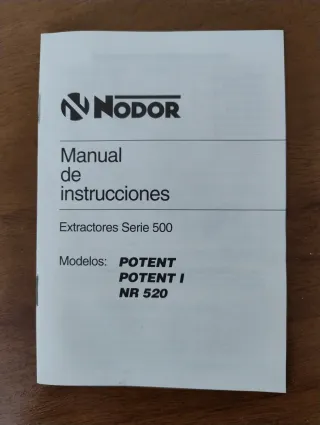 NODOR
Manual
de
instrucciones
Extractores Serie 500
Modelos: POTENT
POTENT I
NR 520